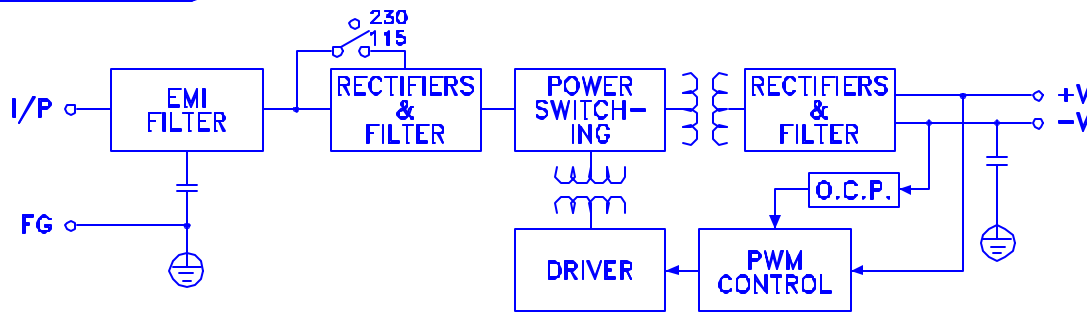 230
115
I/P
EMI
FILTER
RECTIFIERS
&
FILTER
POWER
SWITCH-
ING
RECTIFIERS
&
FILTER
+V
-V
O.C.P.
FG
DRIVER
PWM
CONTROL